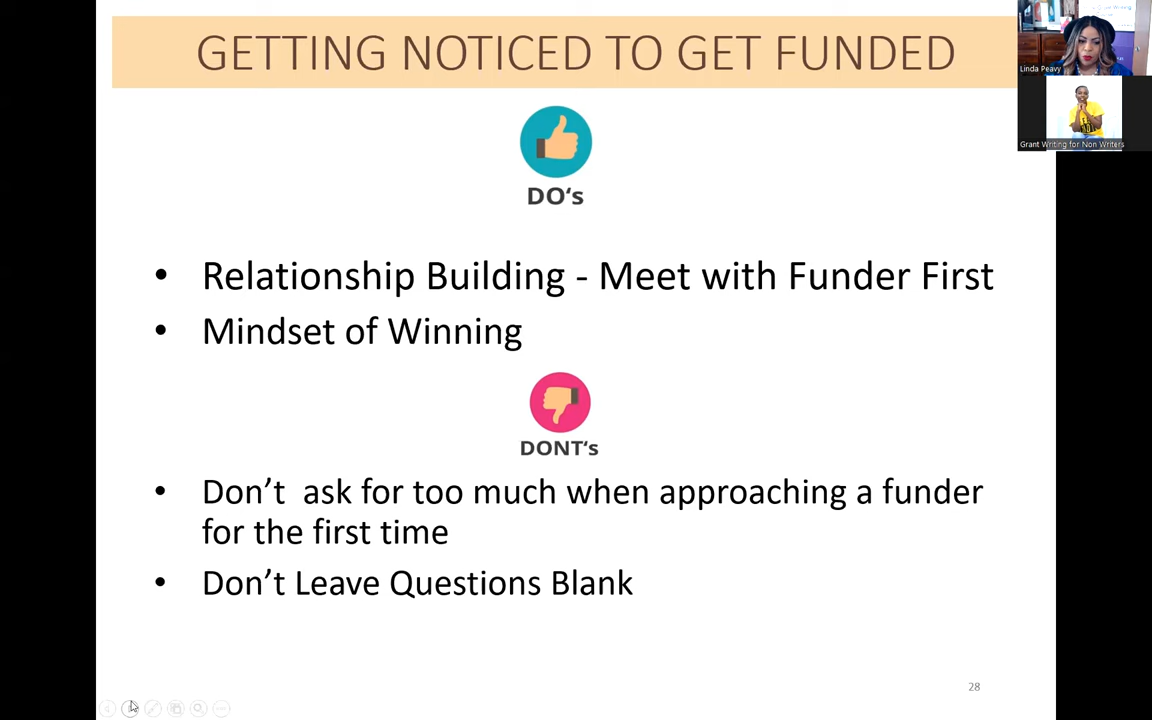 GETTING NOTICED TO GET FUNDED
Linda Peavy
Grant Writing for Non Writers
DO's
• Relationship Building - Meet with Funder First
• Mindset of Winning
DONT's
• Don't ask for too much when approaching a funder
for the first time
• Don't Leave Questions Blank
28